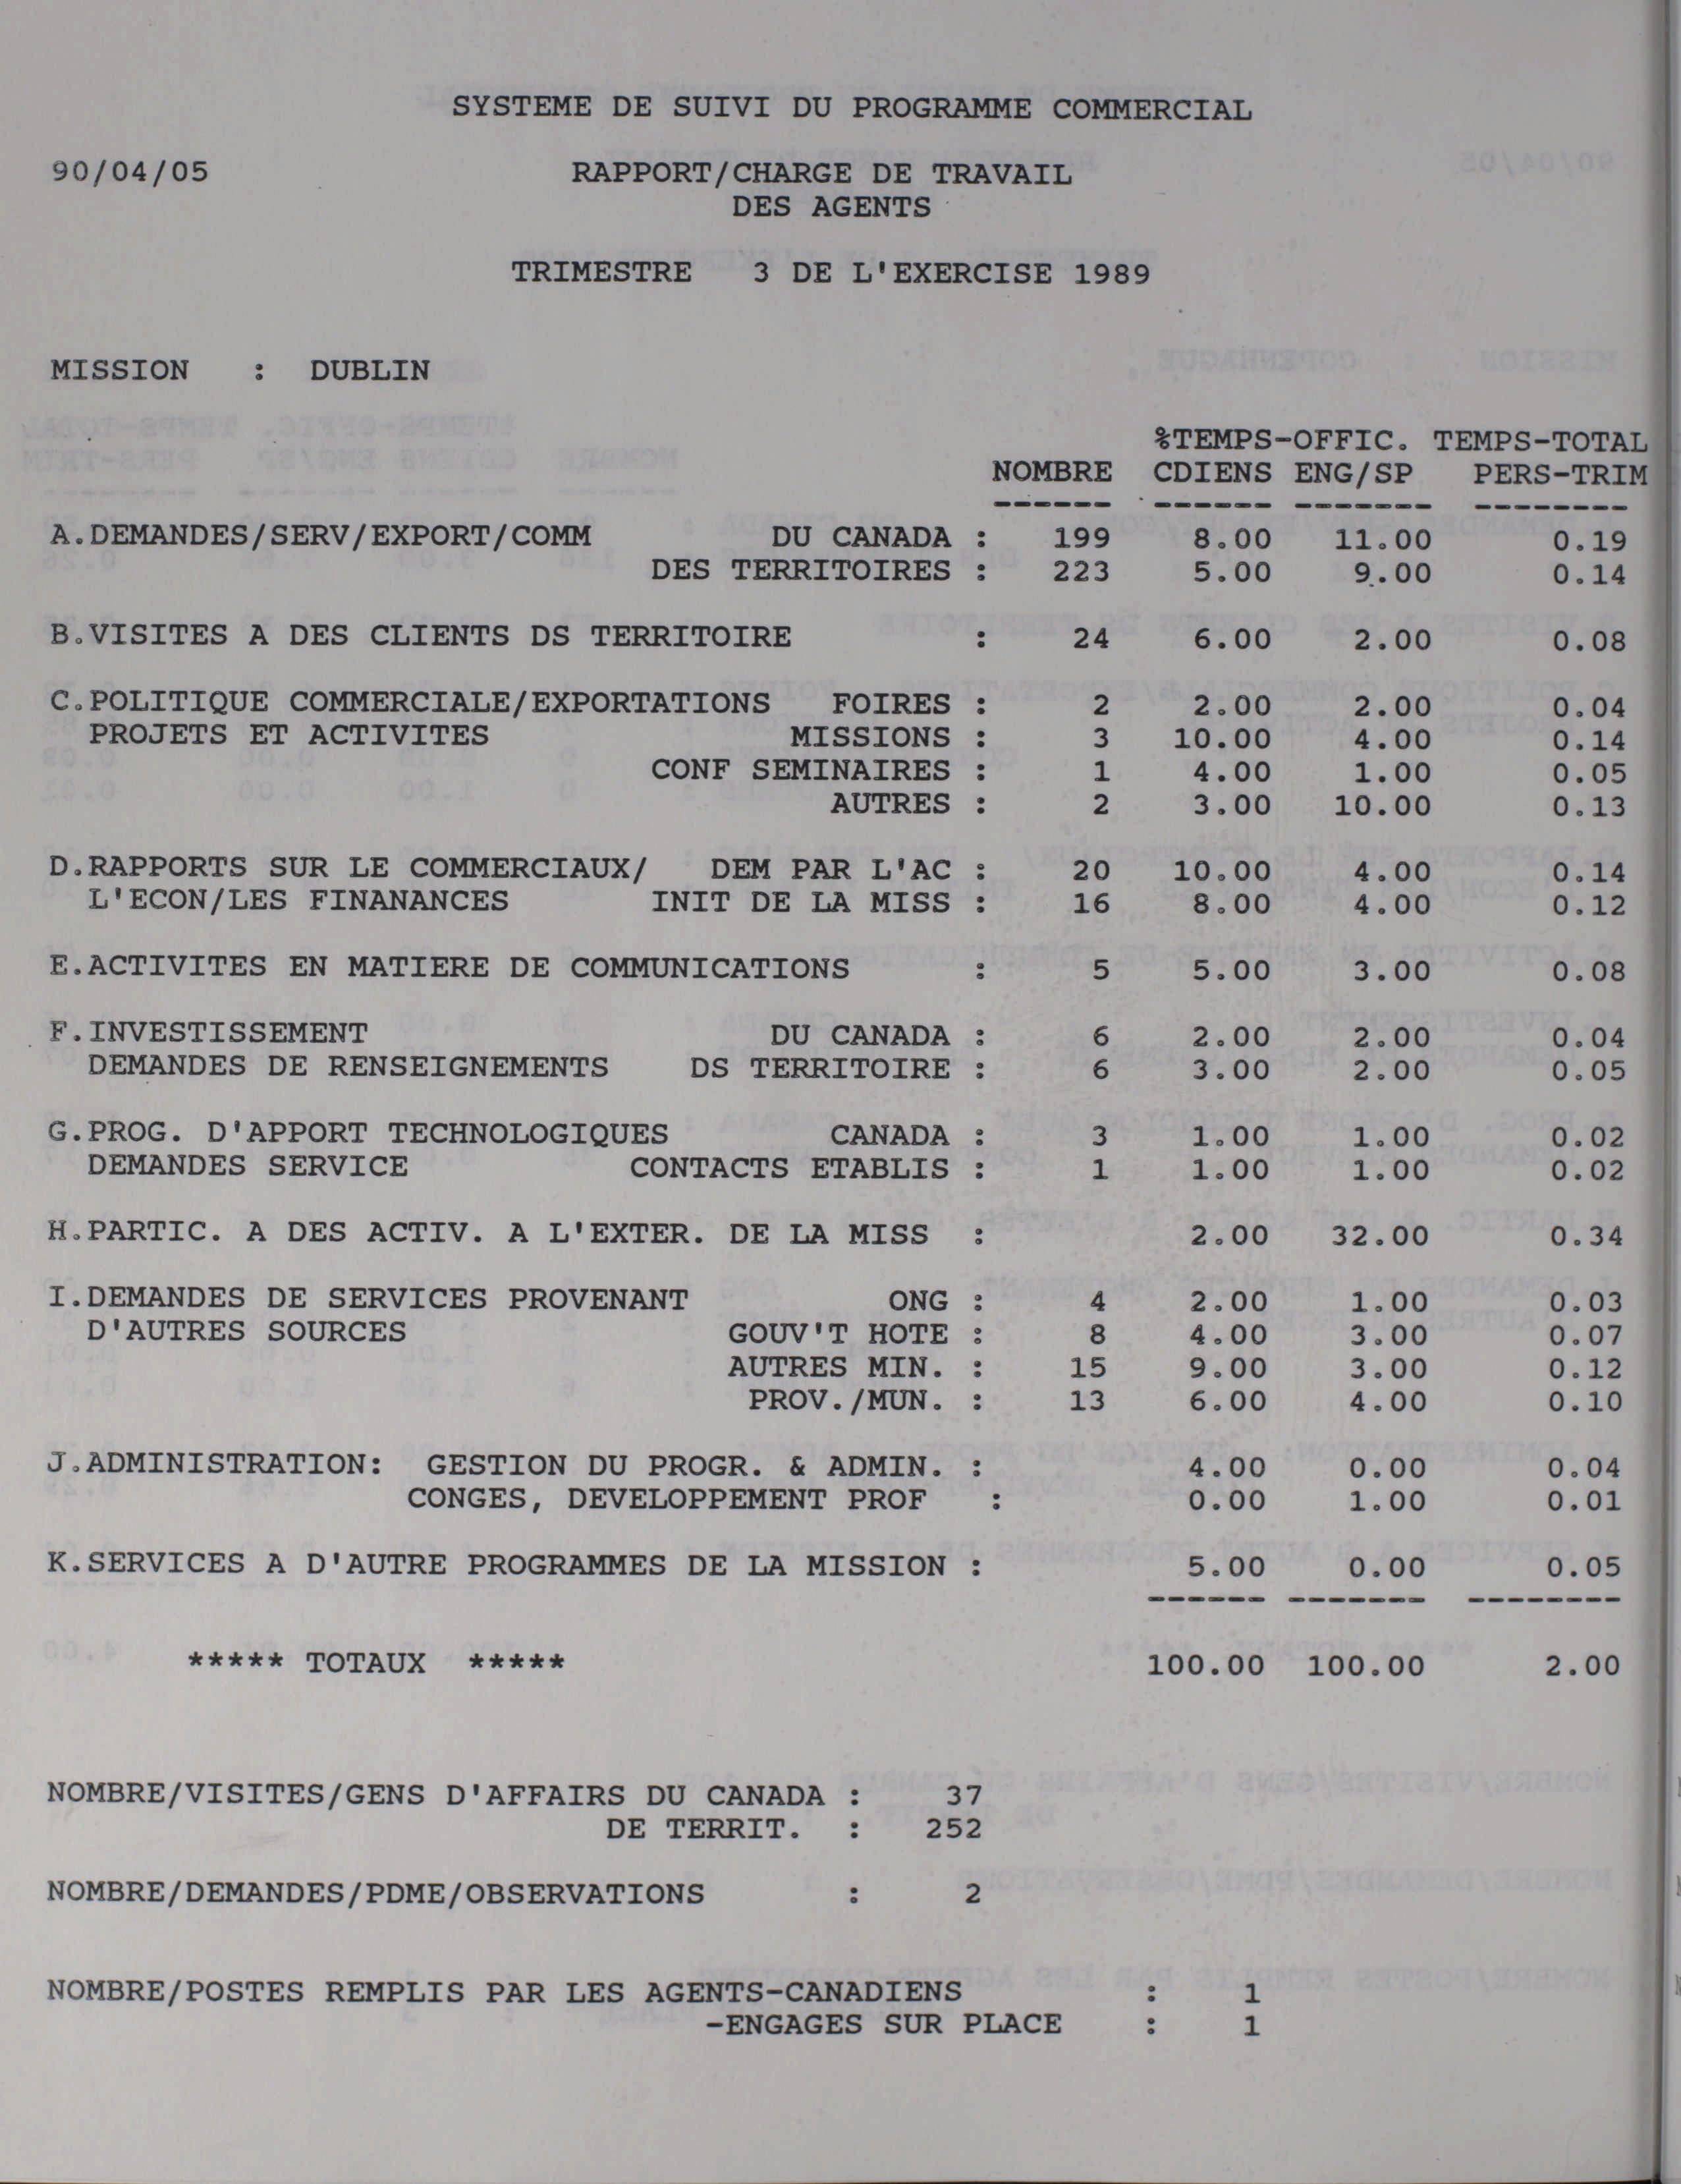 SYSTEME DE SUIVI DU PROGRAMME COMMERCIAL
90/04/05 RAPPORT/CHARGE DE TRAVAIL
DES AGENTS
TRIMESTRE 3 DE L'EXERCISE 1989
MISSION : DUBLIN
%TEMPS-OFFIC. TEMPS-TOTAL
NOMBRE CDIENS ENG/SP PERS-TRIM
------ ------ ------- --------
A.DEMANDES/SERV/EXPORT/COMM DU CANADA : 199 8.00 11.00 0.19
DES TERRITOIRES : 223 5.00 9.00 0.14
B.VISITES A DES CLIENTS DS TERRITOIRE : 24 6.00 2.00 0.08
C.POLITIQUE COMMERCIALE/EXPORTATIONS FOIRES : 2 2.00 2.00 0.04
PROJETS ET ACTIVITES MISSIONS : 3 10.00 4.00 0.14
CONF SEMINAIRES : 1 4.00 1.00 0.05
AUTRES : 2 3.00 10.00 0.13
D.RAPPORTS SUR LE COMMERCIAUX/ DEM PAR L'AC : 20 10.00 4.00 0.14
L'ECON/LES FINANANCES INIT DE LA MISS : 16 8.00 4.00 0.12
E.ACTIVITES EN MATIERE DE COMMUNICATIONS : 5 5.00 3.00 0.08
F.INVESTISSEMENT DU CANADA : 6 2.00 2.00 0.04
DEMANDES DE RENSEIGNEMENTS DS TERRITOIRE : 6 3.00 2.00 0.05
G.PROG. D'APPORT TECHNOLOGIQUES CANADA : 3 1.00 1.00 0.02
DEMANDES SERVICE CONTACTS ETABLIS : 1 1.00 1.00 0.02
H.PARTIC. A DES ACTIV. A L'EXTER. DE LA MISS : 2.00 32.00 0.34
I.DEMANDES DE SERVICES PROVENANT ONG : 4 2.00 1.00 0.03
D'AUTRES SOURCES GOUV'T HOTE : 8 4.00 3.00 0.07
AUTRES MIN. : 15 9.00 3.00 0.12
PROV./MUN. : 13 6.00 4.00 0.10
J.ADMINISTRATION: GESTION DU PROGR. & ADMIN. : 4.00 0.00 0.04
CONGES, DEVELOPPEMENT PROF : 0.00 1.00 0.01
K.SERVICES A D'AUTRE PROGRAMMES DE LA MISSION : 5.00 0.00 0.05
------ ------- --------
***** TOTAUX ***** 100.00 100.00 2.00
NOMBRE/VISITES/GENS D'AFFAIRS DU CANADA : 37
DE TERRIT. : 252
NOMBRE/DEMANDES/PDME/OBSERVATIONS : 2
NOMBRE/POSTES REMPLIS PAR LES AGENTS-CANADIENS : 1
-ENGAGES SUR PLACE : 1